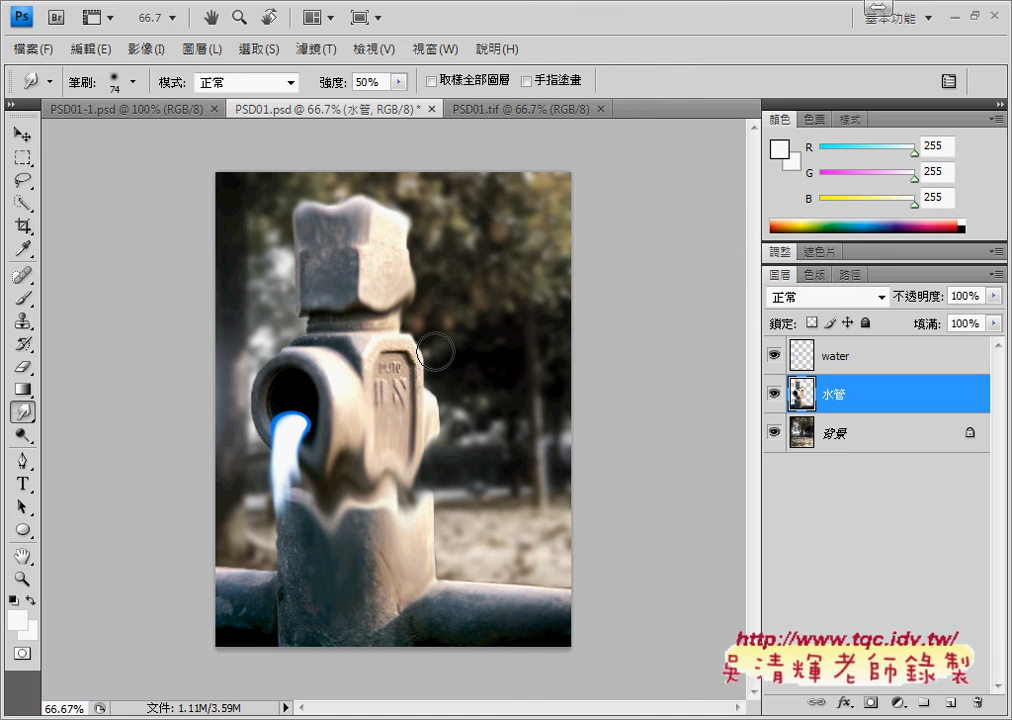 Ps Br 66.7 基本功能
檔案(F) 編輯(E) 影像(I) 圖層(L) 選取(S) 濾鏡(T) 檢視(V) 視窗(W) 說明(H)
筆刷: 74 模式: 正常 強度: 50% 取樣全部圖層 手指塗畫
PSD01-1.psd @ 100% (RGB/8) PSD01.psd @ 66.7% (水管, RGB/8) * PSD01.tif @ 66.7% (RGB/8)
顏色 色票 樣式
R 255
G 255
B 255
調整 遮色片
圖層 色版 路徑
正常 不透明度: 100%
鎖定: 填滿: 100%
water
水管
背景
http://www.tqc.idv.tw/
吳清輝老師錄製
66.67% 文件: 1.11M/3.59M